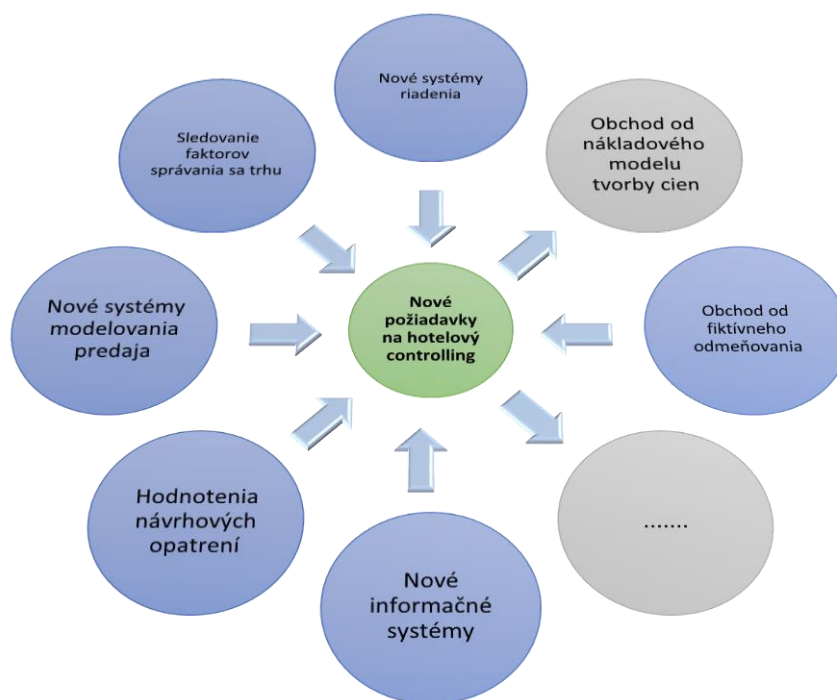 Nové systémy
riadenia
Sledovanie
faktorov
správania sa trhu
Obchod od
nákladového
modelu
tvorby cien
Nové systémy
modelovania
predaja
Nové
požiadavky
na hotelový
controlling
Obchod od
fiktívneho
odmeňovania
Hodnotenia
návrhových
opatrení
.......
Nové
informačné
systémy